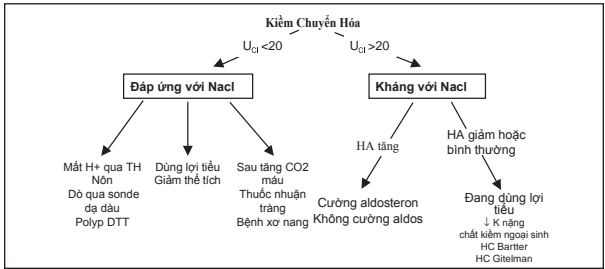 Kiềm Chuyển Hóa
UCl <20
UCl >20
Đáp ứng với Nacl
Kháng với Nacl
Mất H+ qua TH
Nôn
Dò qua sonde
dạ dàu
Polyp DTT
Dùng lợi tiểu
Giảm thể tích
Sau tăng CO2
máu
Thuốc nhuận
tràng
Bệnh xơ nang
HA tăng
HA giảm hoặc
bình thường
Cường aldosteron
Không cường aldos
Đang dùng lợi
tiểu
↓ K nặng
chất kiềm ngoại sinh
HC Bartter
HC Gitelman